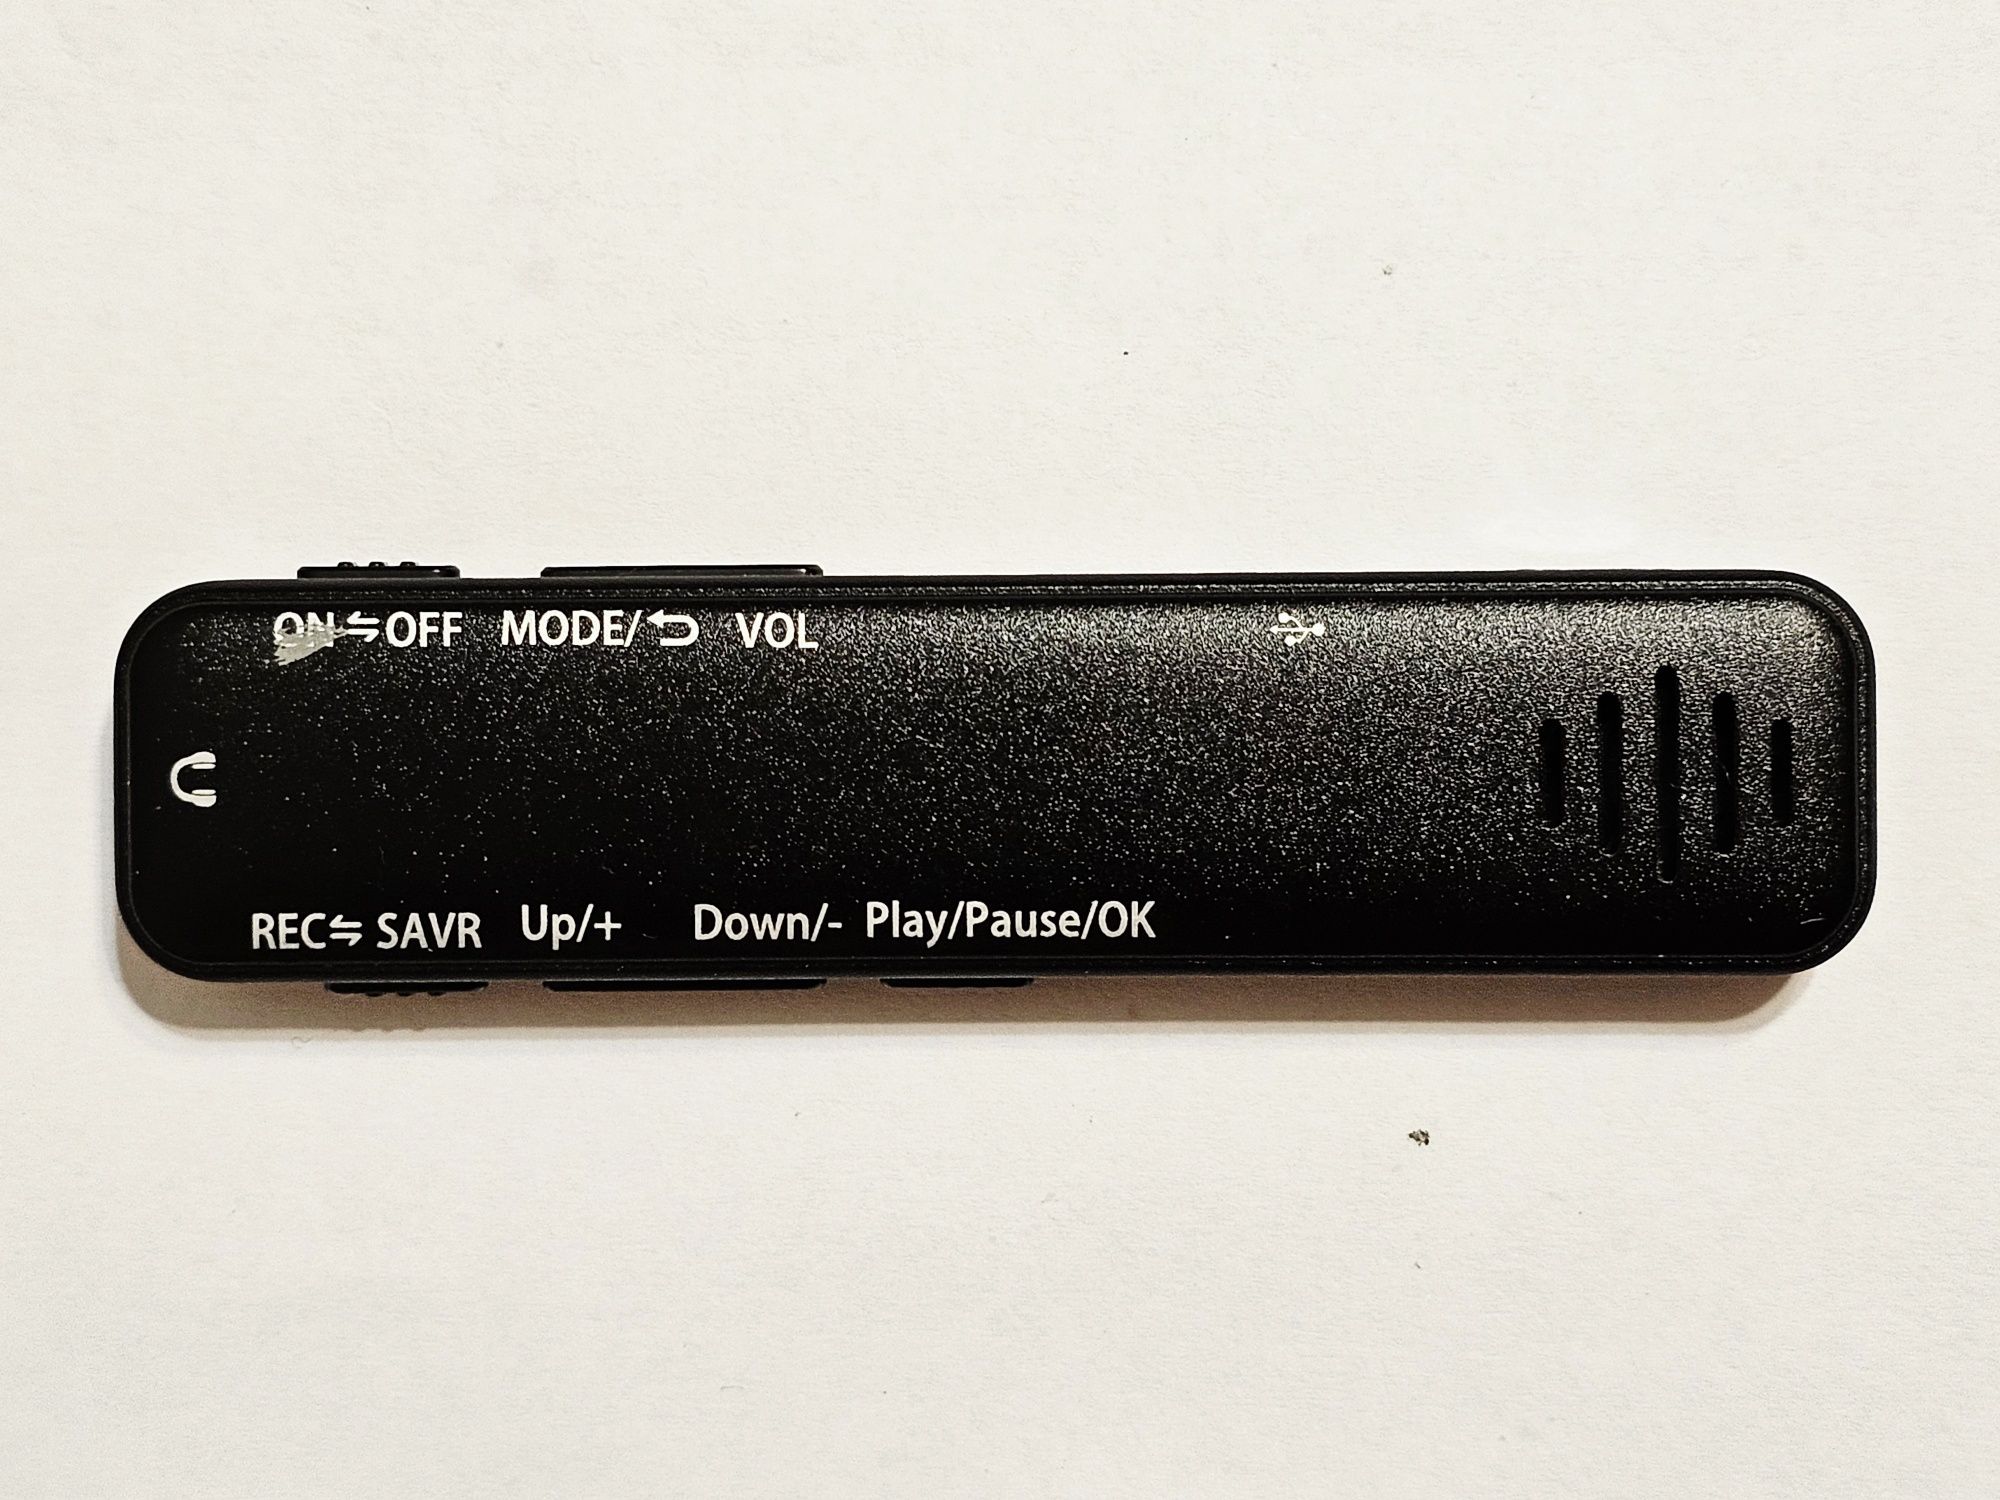 ON⇋OFF MODE/⮌ VOL
REC⇋ SAVR Up/+ Down/- Play/Pause/OK